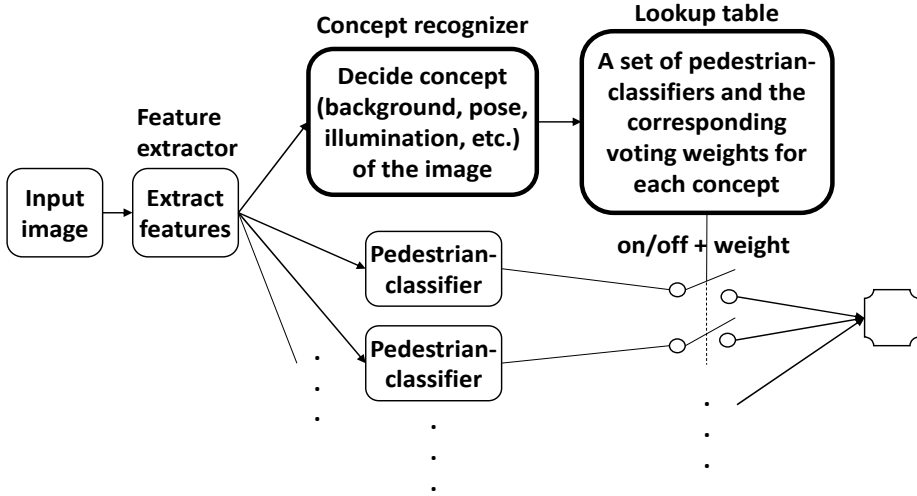 Lookup table
A set of pedestrian-
classifiers and the
corresponding
voting weights for
each concept
Concept recognizer
Decide concept
(background, pose,
illumination, etc.)
of the image
Feature
extractor
Input
image
Extract
features
on/off + weight
Pedestrian-
classifier
Pedestrian-
classifier